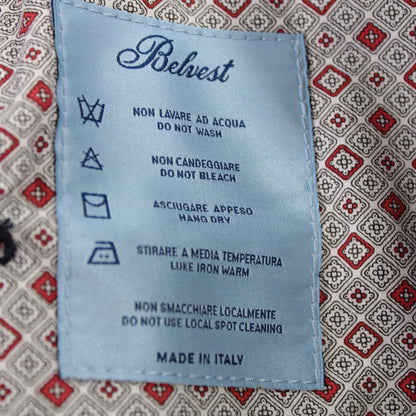 Belvest
NON LAVARE AD ACQUA
DO NOT WASH
NON CANDEGGIARE
DO NOT BLEACH
ASCIUGARE APPESO
HANG DRY
STIRARE A MEDIA TEMPERATURA
LUKE IRON WARM
NON SMACCHIARE LOCALMENTE
DO NOT USE LOCAL SPOT CLEANING
MADE IN ITALY